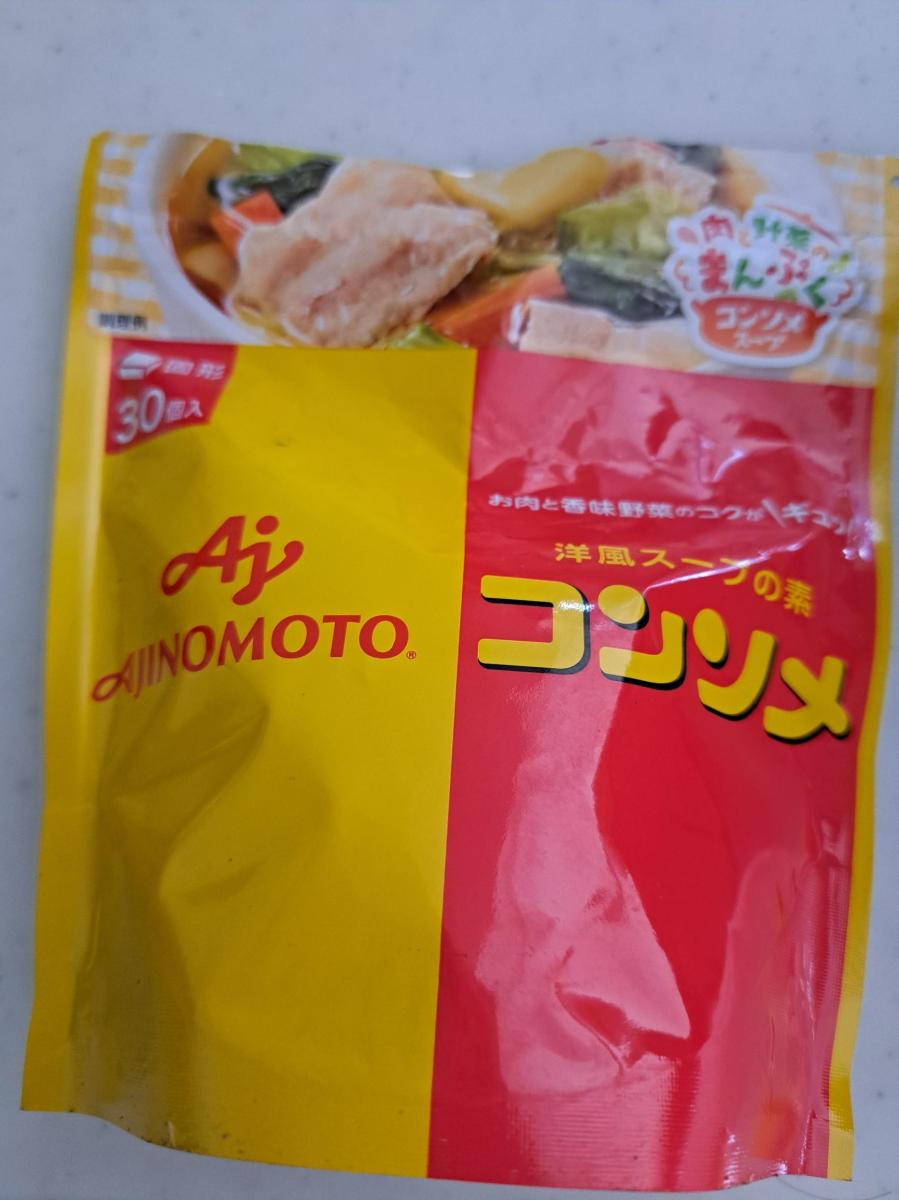 肉と野菜の
まんぷく
コンソメ
スープ
調理例
固形
30個入
Aj
AJINOMOTO®
お肉と香味野菜のコクが\ギュッ/
洋風スープの素
コンソメ